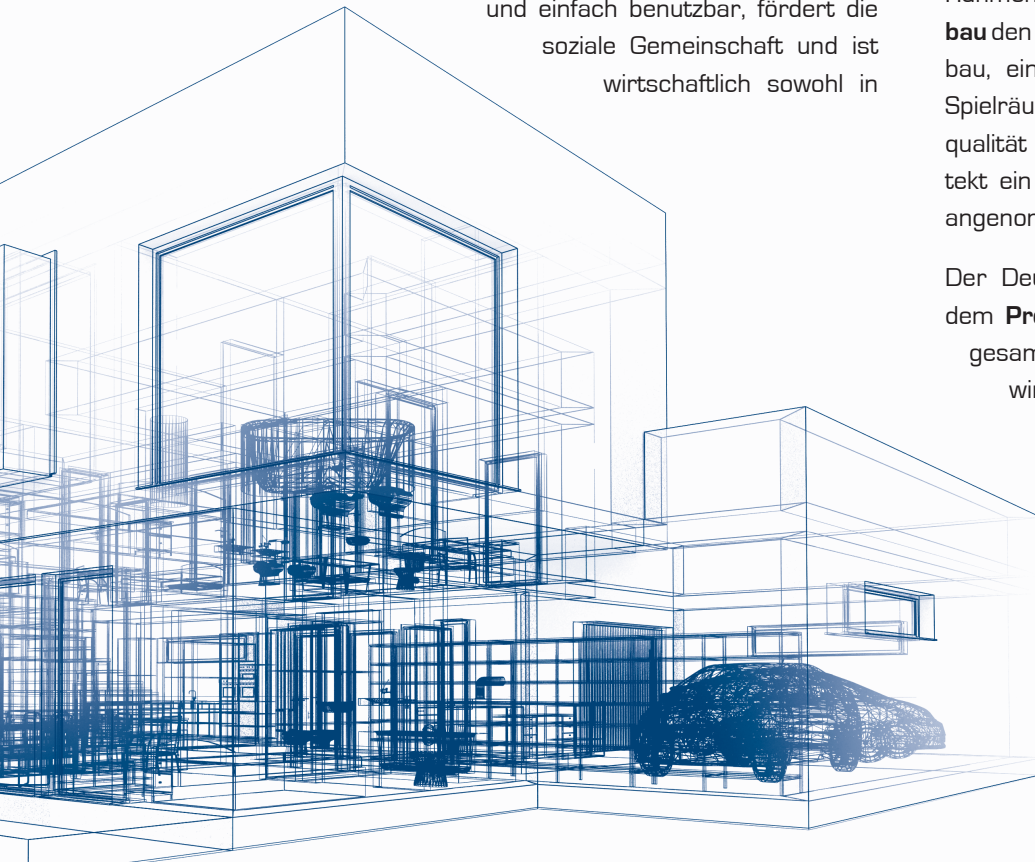 und einfach benutzbar, fördert die
soziale Gemeinschaft und ist
wirtschaftlich sowohl in
bau den
bau, ein
Spielräu
qualität
tekt ein
angenor
Der Deu
dem Pr
gesam
wir